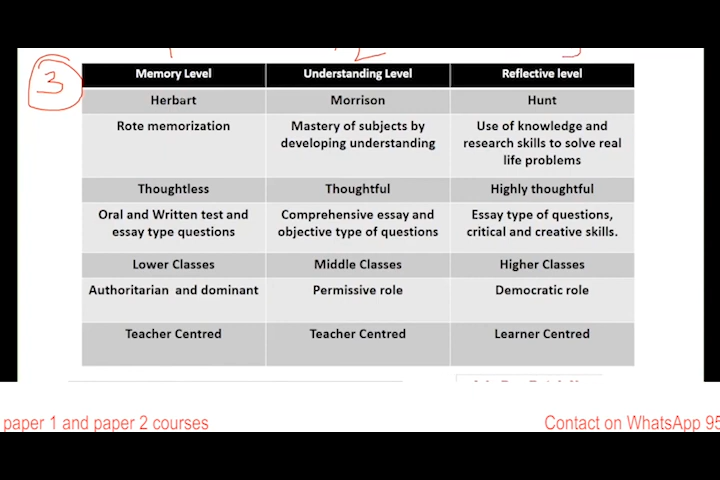 3
Memory Level Understanding Level Reflective level
Herbart Morrison Hunt
Rote memorization Mastery of subjects by developing understanding Use of knowledge and research skills to solve real life problems
Thoughtless Thoughtful Highly thoughtful
Oral and Written test and essay type questions Comprehensive essay and objective type of questions Essay type of questions, critical and creative skills.
Lower Classes Middle Classes Higher Classes
Authoritarian and dominant Permissive role Democratic role
Teacher Centred Teacher Centred Learner Centred
paper 1 and paper 2 courses Contact on WhatsApp 95